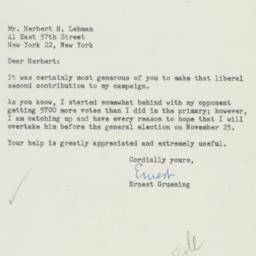 Mr. Herbert H. Lehman
41 East 57th Street
New York 22, New York
Dear Herbert:
It was certainly most generous of you to make that liberal
second contribution to my campaign.
As you know, I started somewhat behind with my opponent
getting 5700 more votes than I did in the primary; however,
I am catching up and have every reason to hope that I will
overtake him before the general election on November 25.
Your help is greatly appreciated and extremely useful.
Cordially yours,
Ernest
Ernest Gruening